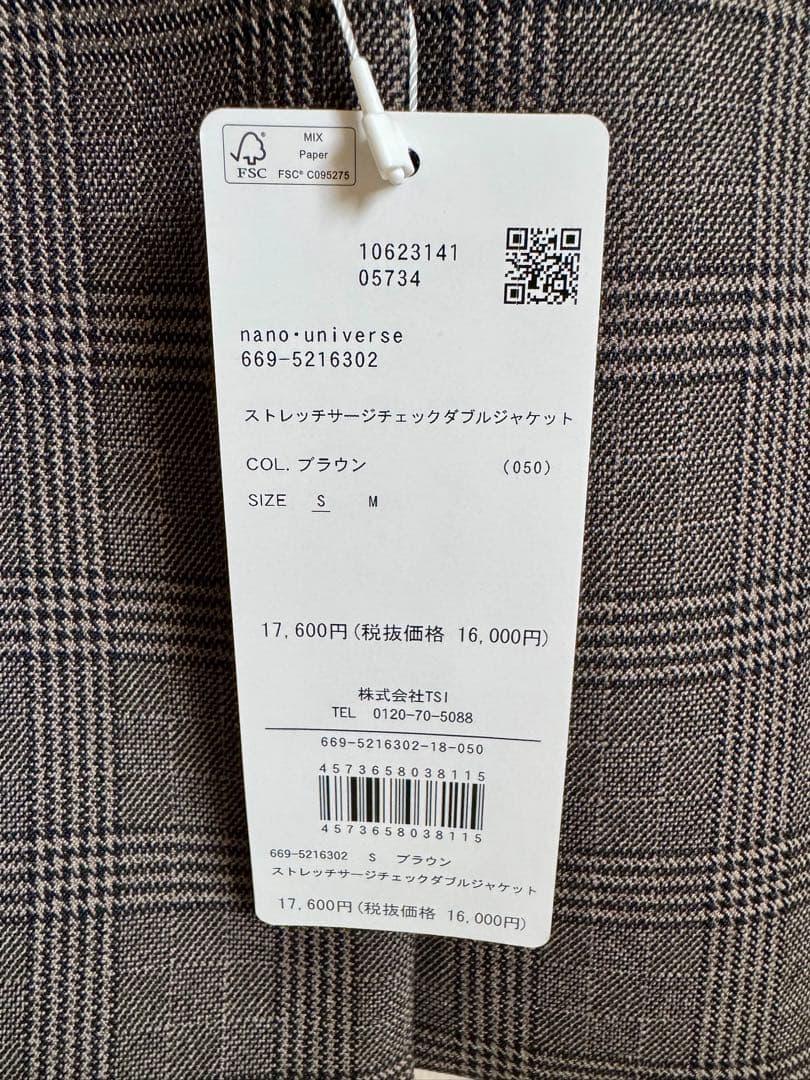 MIX
Paper
FSC® C095275
FSC
10623141
05734
nano・universe
669-5216302
ストレッチサージチェックダブルジャケット
COL. ブラウン (050)
SIZE S M
17,600円(税抜価格 16,000円)
株式会社TSI
TEL 0120-70-5088
669-5216302-18-050
4573658038115
4573658038115
669-5216302 S ブラウン
ストレッチサージチェックダブルジャケット
17,600円(税抜価格 16,000円)